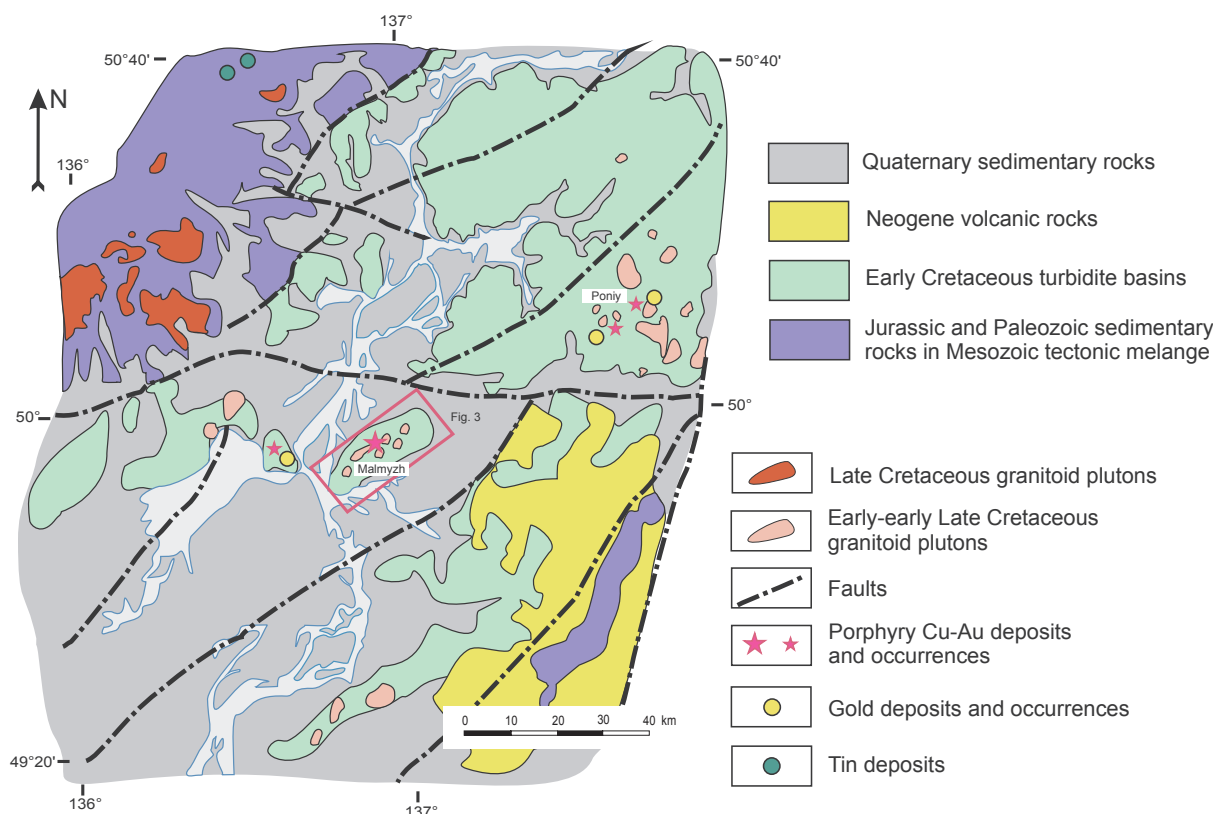 137°
50°40'
50°40'
N
136°
Poniy
50°
50°
Fig. 3
Malmyzh
0 10 20 30 40 km
49°20'
136°
137°
Quaternary sedimentary rocks
Neogene volcanic rocks
Early Cretaceous turbidite basins
Jurassic and Paleozoic sedimentary
rocks in Mesozoic tectonic melange
Late Cretaceous granitoid plutons
Early-early Late Cretaceous
granitoid plutons
Faults
Porphyry Cu-Au deposits
and occurrences
Gold deposits and occurrences
Tin deposits